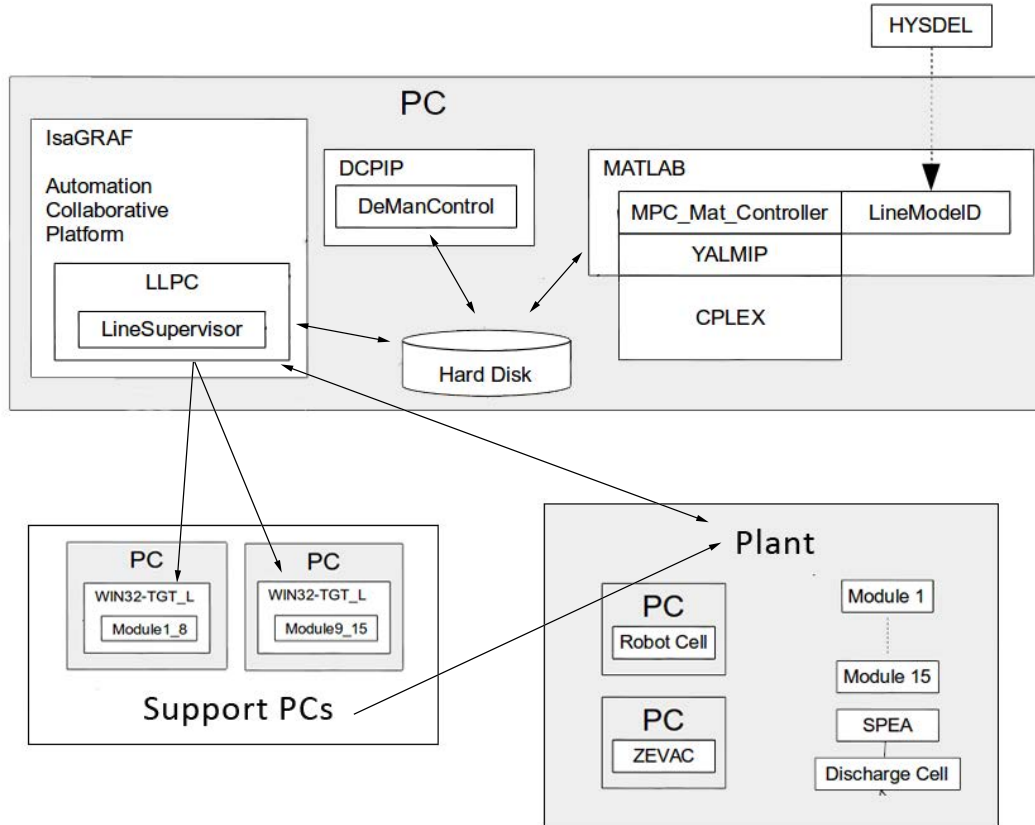 HYSDEL
PC
IsaGRAF
Automation
Collaborative
Platform
LLPC
LineSupervisor
DCPIP
DeManControl
Hard Disk
MATLAB
MPC_Mat_Controller
LineModelD
YALMIP
CPLEX
PC
WIN32-TGT_L
Module1_8
PC
WIN32-TGT_L
Module9_15
Support PCs
Plant
PC
Robot Cell
PC
ZEVAC
Module 1
Module 15
SPEA
Discharge Cell